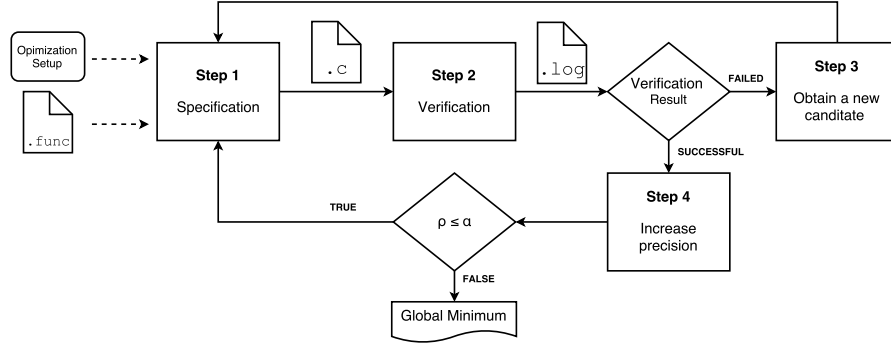 Opimization
Setup
.func
Step 1
Specification
.c
Step 2
Verification
.log
Verification
Result
FAILED
Step 3
Obtain a new
canditate
SUCCESSFUL
Step 4
Increase
precision
ρ ≤ α
TRUE
FALSE
Global Minimum